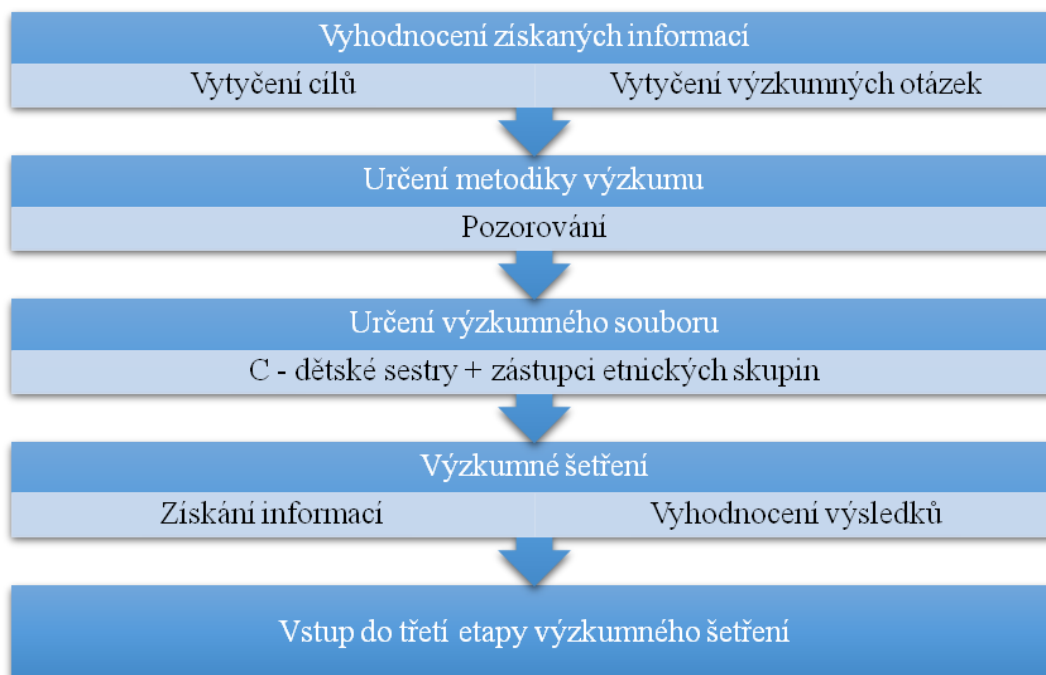 Vyhodnocení získaných informací
Vytyčení cílů
Vytyčení výzkumných otázek
Určení metodiky výzkumu
Pozorování
Určení výzkumného souboru
C - dětské sestry + zástupci etnických skupin
Výzkumné šetření
Získání informací
Vyhodnocení výsledků
Vstup do třetí etapy výzkumného šetření